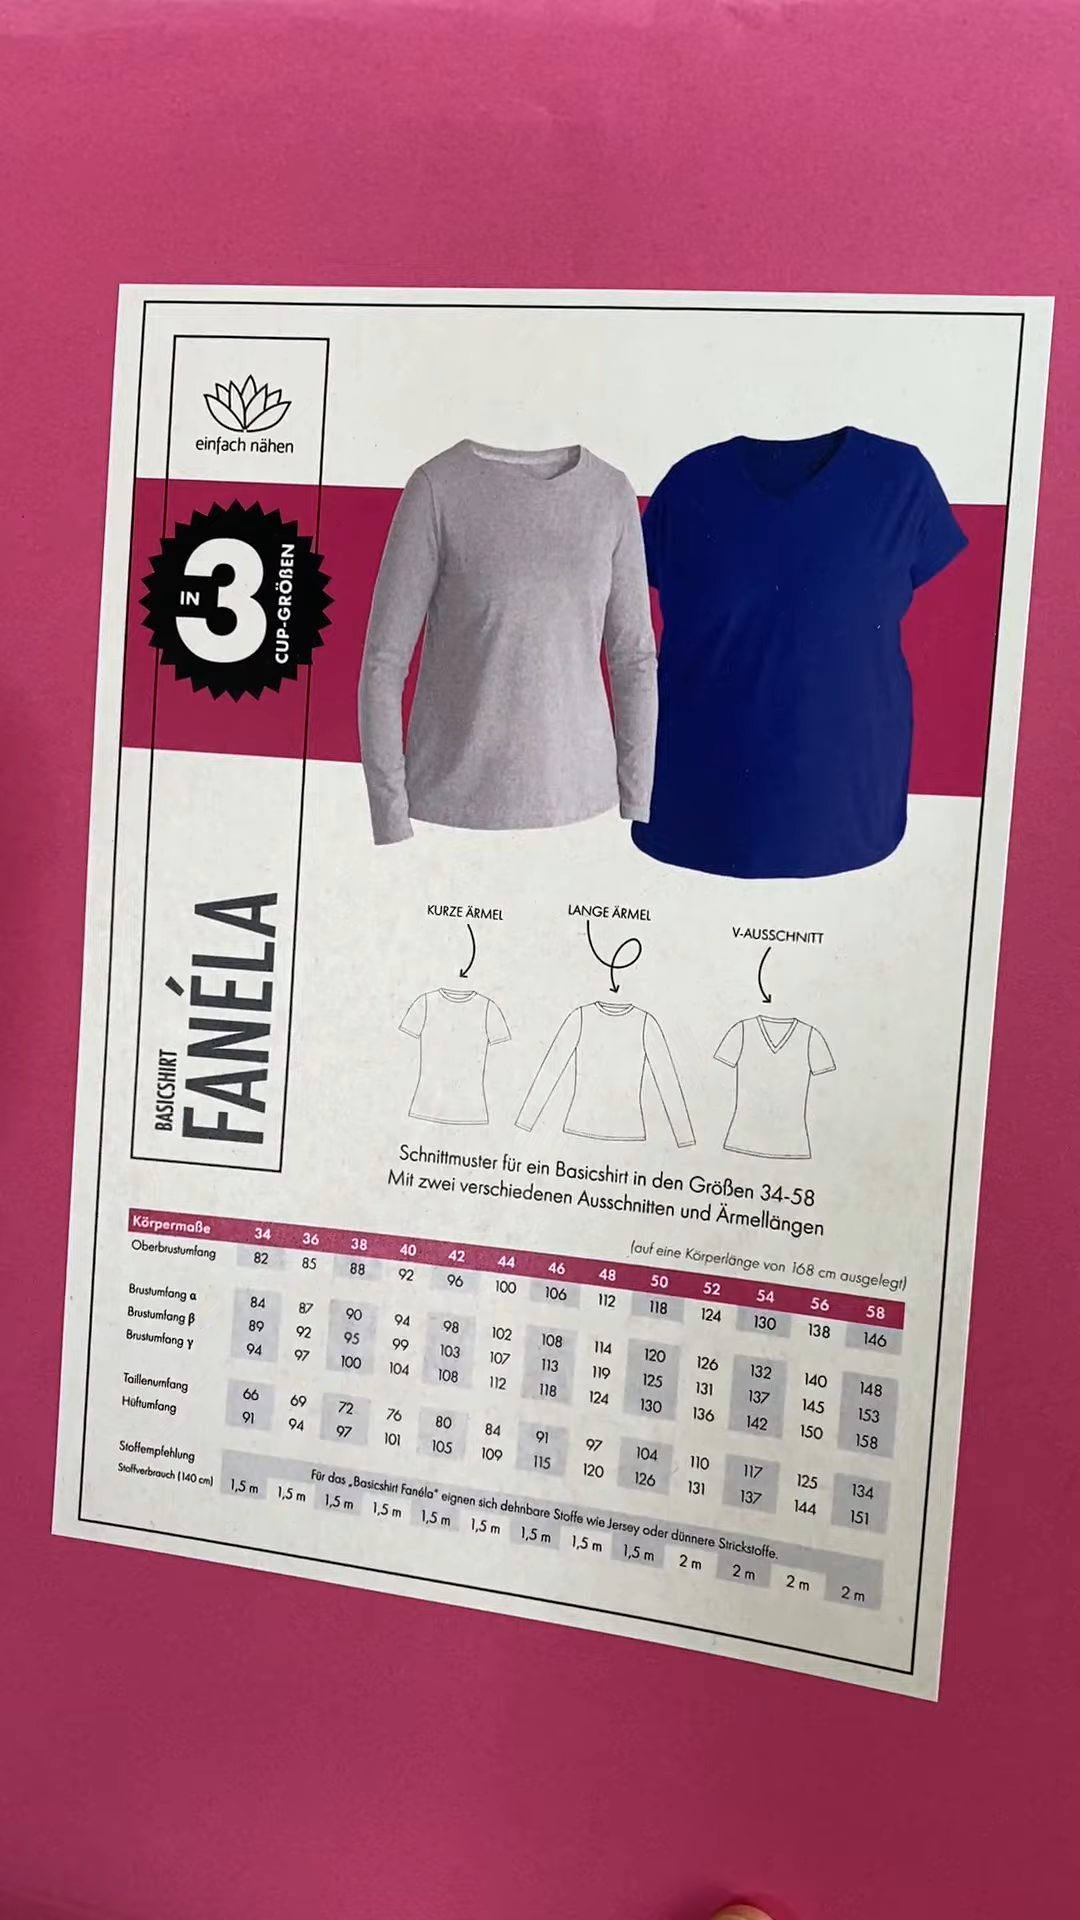 einfach nähen
IN 3 CUP-GRÖßEN
BASICSHIRT
FANÉLA
KURZE ÄRMEL
LANGE ÄRMEL
V-AUSSCHNITT
Schnittmuster für ein Basicshirt in den Größen 34-58
Mit zwei verschiedenen Ausschnitten und Ärmellängen
(auf eine Körperlänge von 168 cm ausgelegt)
Körpermaße 34 36 38 40 42 44 46 48 50 52 54 56 58
Oberbrustumfang 82 85 88 92 96 100 106 112 118 124 130 138 146
Brustumfang α 84 87 90 94 98 102 108 114 120 126 132 140 148
Brustumfang β 89 92 95 99 103 107 113 119 125 131 137 145 153
Brustumfang γ 94 97 100 104 108 112 118 124 130 136 142 150 158
Taillenumfang 66 69 72 76 80 84 91 97 104 110 117 125 134
Hüftumfang 91 94 97 101 105 109 115 120 126 131 137 144 151
Stoffempfehlung Für das „Basicshirt Fanéla" eignen sich dehnbare Stoffe wie Jersey oder dünnere Strickstoffe.
Stoffverbrauch (140 cm) 1,5 m 1,5 m 1,5 m 1,5 m 1,5 m 1,5 m 1,5 m 1,5 m 1,5 m 2 m 2 m 2 m 2 m